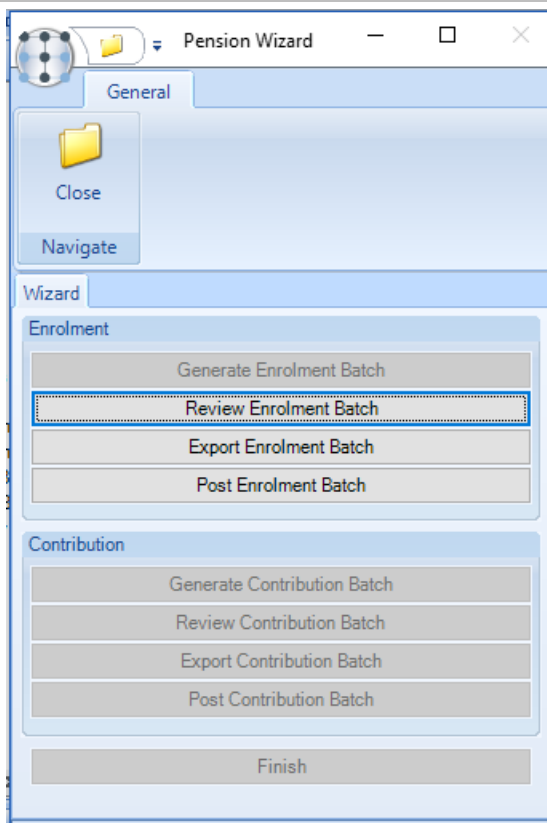 Pension Wizard
General
Close
Navigate
Wizard
Enrolment
Generate Enrolment Batch
Review Enrolment Batch
Export Enrolment Batch
Post Enrolment Batch
Contribution
Generate Contribution Batch
Review Contribution Batch
Export Contribution Batch
Post Contribution Batch
Finish